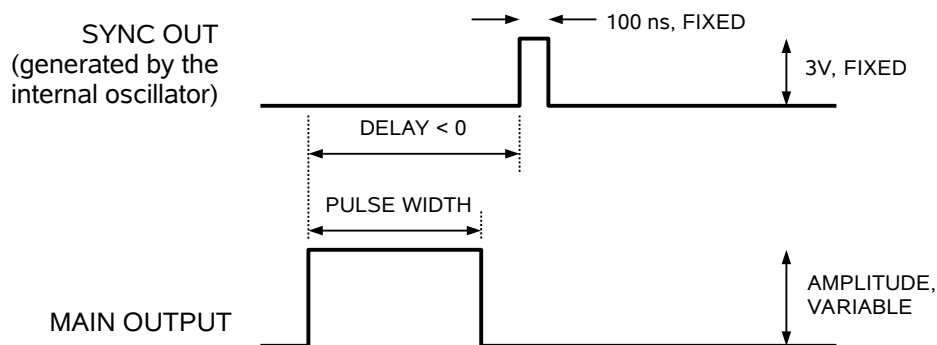 SYNC OUT
(generated by the
internal oscillator)
100 ns, FIXED
3V, FIXED
DELAY < 0
PULSE WIDTH
AMPLITUDE,
VARIABLE
MAIN OUTPUT